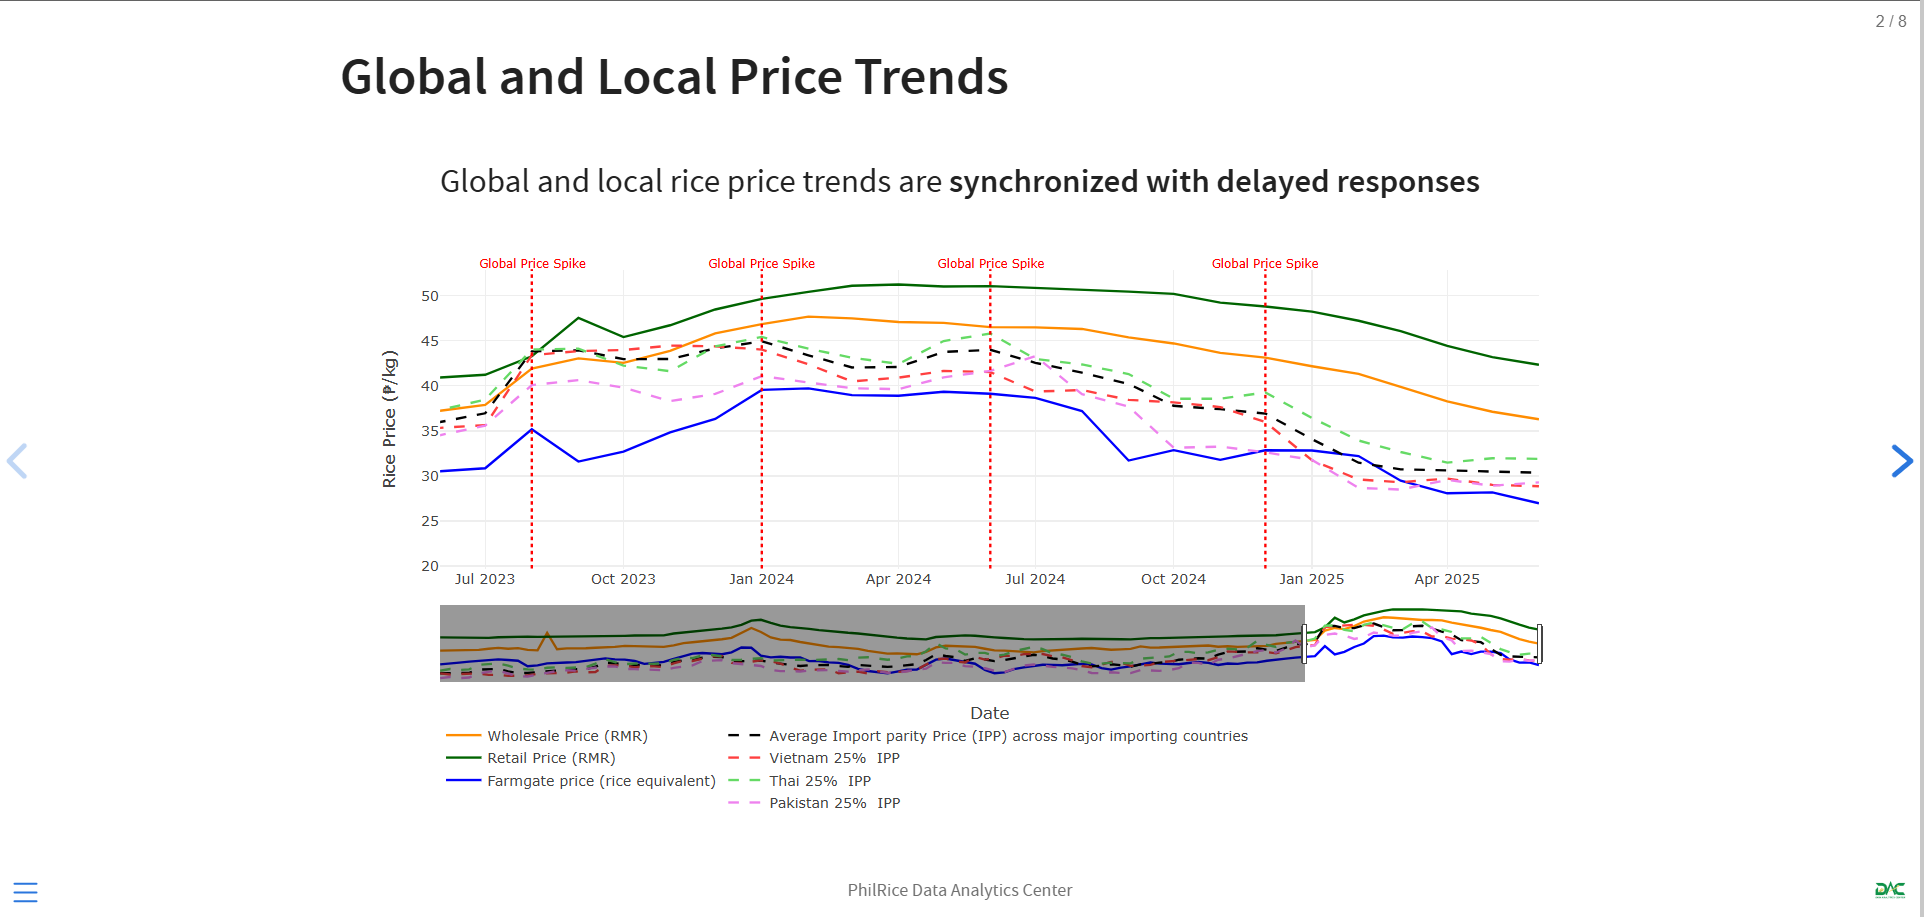 2 / 8
Global and Local Price Trends
Global and local rice price trends are synchronized with delayed responses
Global Price Spike
Global Price Spike
Global Price Spike
Global Price Spike
Rice Price (₱/kg)
50
45
40
35
30
25
20
Jul 2023
Oct 2023
Jan 2024
Apr 2024
Jul 2024
Oct 2024
Jan 2025
Apr 2025
Date
Wholesale Price (RMR)
Retail Price (RMR)
Farmgate price (rice equivalent)
Average Import parity Price (IPP) across major importing countries
Vietnam 25% IPP
Thai 25% IPP
Pakistan 25% IPP
PhilRice Data Analytics Center
DAC